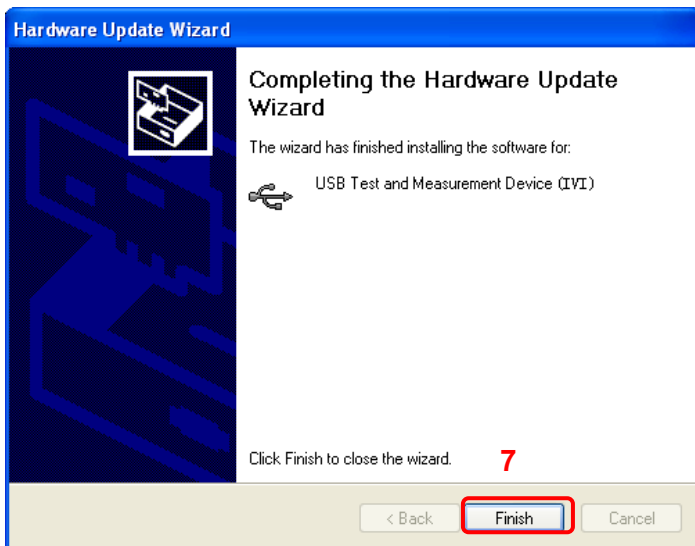 Hardware Update Wizard
Completing the Hardware Update
Wizard
The wizard has finished installing the software for:
USB Test and Measurement Device (IVI)
Click Finish to close the wizard.
7
< Back Finish Cancel